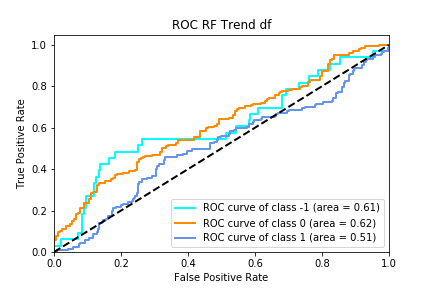 ROC RF Trend df
1.0
0.8
0.6
0.4
0.2
0.0
True Positive Rate
ROC curve of class -1 (area = 0.61)
ROC curve of class 0 (area = 0.62)
ROC curve of class 1 (area = 0.51)
0.0 0.2 0.4 0.6 0.8 1.0
False Positive Rate